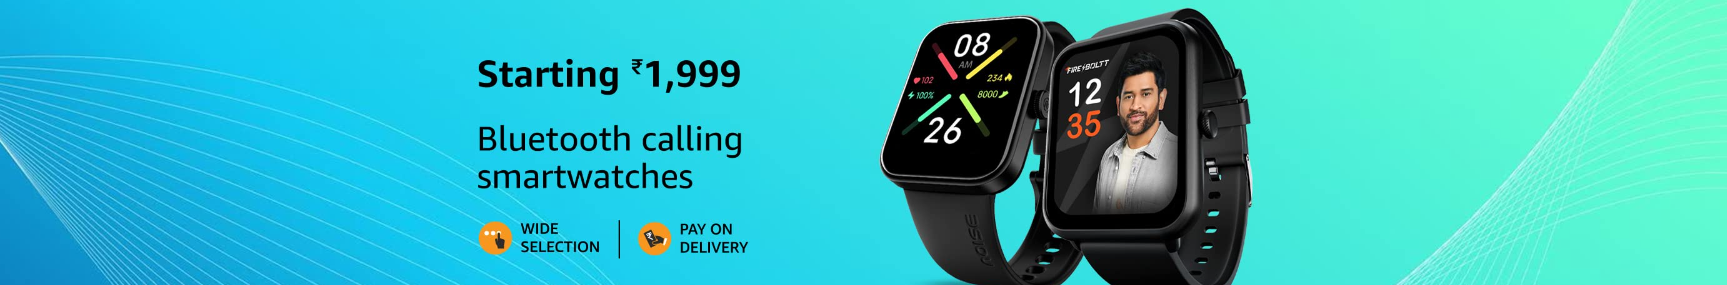 Starting ₹1,999
Bluetooth calling
smartwatches
WIDE
SELECTION
PAY ON
DELIVERY
08
AM
102
234
100%
8000
26
NOISE
FIRE-BOLTT
12
35